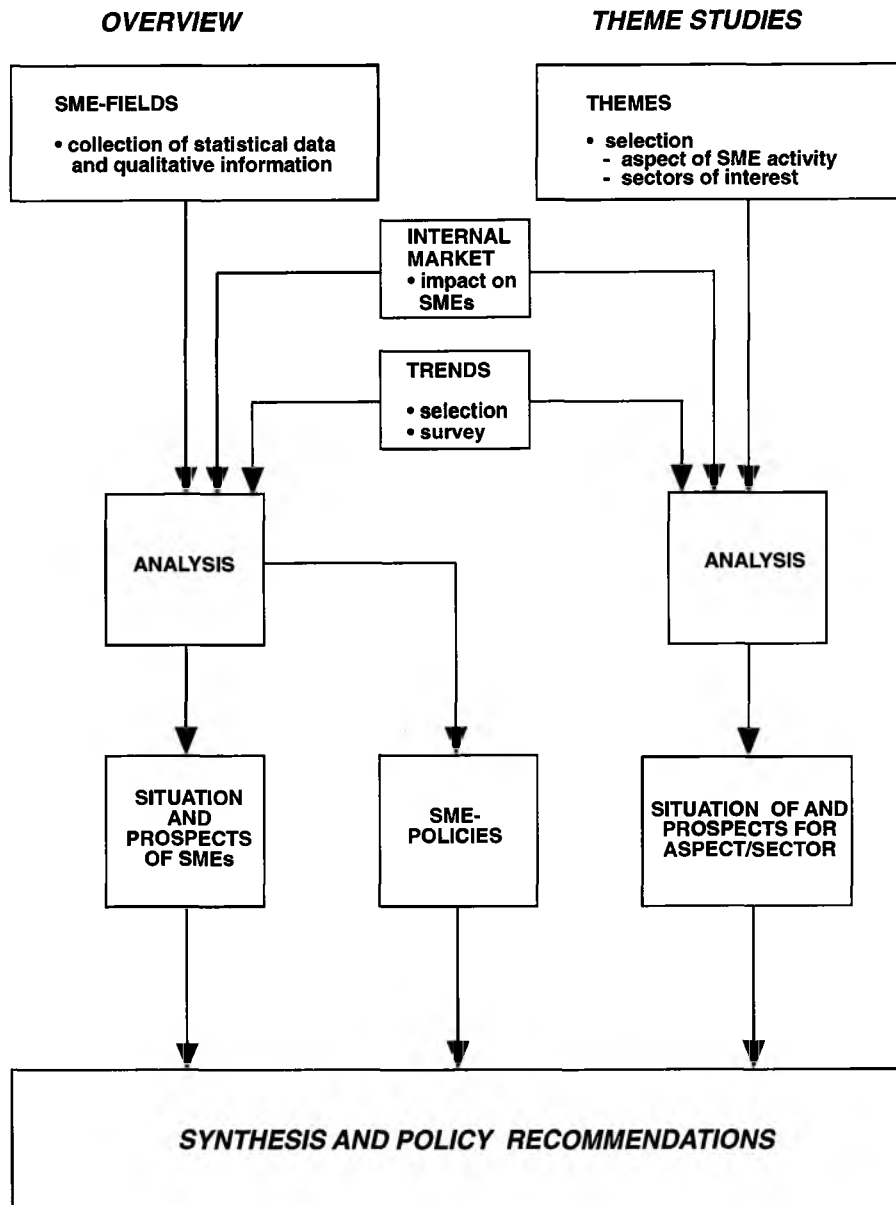 OVERVIEW
THEME STUDIES
SME-FIELDS
• collection of statistical data
and qualitative information
THEMES
• selection
- aspect of SME activity
- sectors of interest
INTERNAL
MARKET
• impact on
SMEs
TRENDS
• selection
• survey
ANALYSIS
ANALYSIS
SITUATION
AND
PROSPECTS
OF SMEs
SME-
POLICIES
SITUATION OF AND
PROSPECTS FOR
ASPECT/SECTOR
SYNTHESIS AND POLICY RECOMMENDATIONS